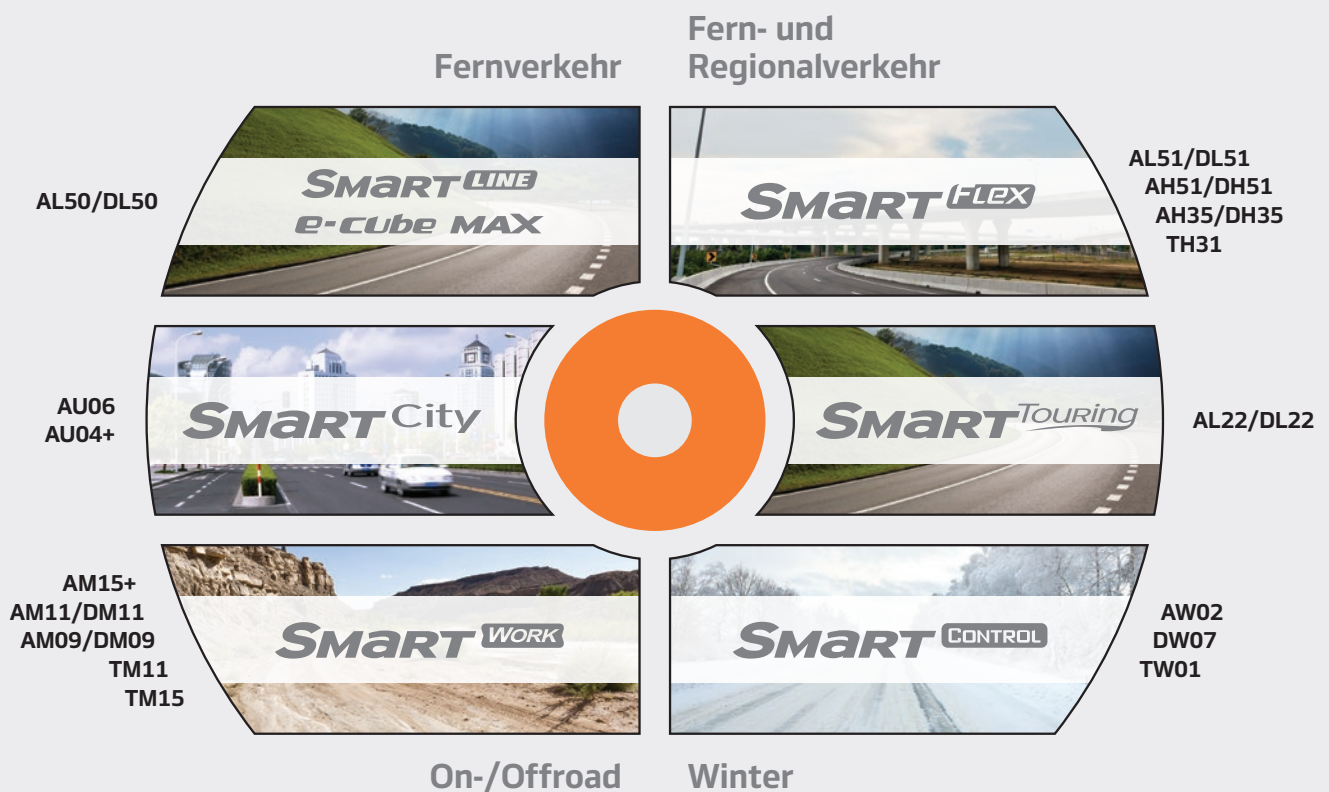 Fernverkehr
Fern- und
Regionalverkehr
AL50/DL50
SMART LINE
e-cube MAX
SMART FLEX
AL51/DL51
AH51/DH51
AH35/DH35
TH31
AU06
AU04+
SMART City
SMART Touring
AL22/DL22
AM15+
AM11/DM11
AM09/DM09
TM11
TM15
SMART WORK
SMART CONTROL
AW02
DW07
TW01
On-/Offroad
Winter